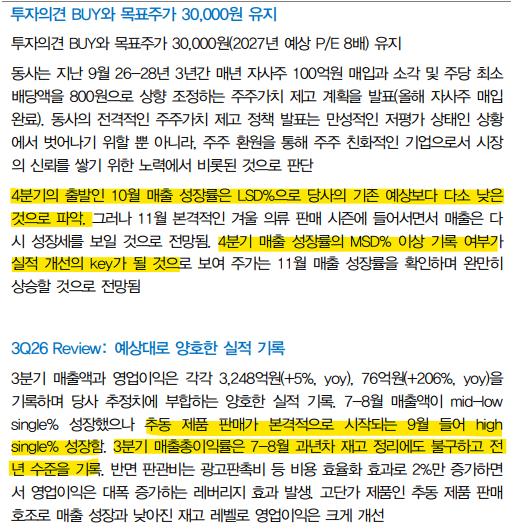 투자의견 BUY와 목표주가 30,000원 유지
투자의견 BUY와 목표주가 30,000원(2027년 예상 P/E 8배) 유지
동사는 지난 9월 26-28년 3년간 매년 자사주 100억원 매입과 소각 및 주당 최소
배당액을 800원으로 상향 조정하는 주주가치 제고 계획을 발표(올해 자사주 매입
완료). 동사의 전격적인 주주가치 제고 정책 발표는 만성적인 저평가 상태인 상황
에서 벗어나기 위할 뿐 아니라, 주주 환원을 통해 주주 친화적인 기업으로서 시장
의 신뢰를 쌓기 위한 노력에서 비롯된 것으로 판단
4분기의 출발인 10월 매출 성장률은 LSD%으로 당사의 기존 예상보다 다소 낮은
것으로 파악. 그러나 11월 본격적인 겨울 의류 판매 시즌에 들어서면서 매출은 다
시 성장세를 보일 것으로 전망됨. 4분기 매출 성장률의 MSD% 이상 기록 여부가
실적 개선의 key가 될 것으로 보여 주가는 11월 매출 성장률을 확인하며 완만히
상승할 것으로 전망됨
3Q26 Review: 예상대로 양호한 실적 기록
3분기 매출액과 영업이익은 각각 3,248억원(+5%, yoy), 76억원(+206%, yoy)을
기록하며 당사 추정치에 부합하는 양호한 실적 기록. 7-8월 매출액이 mid-low
single% 성장했으나 추동 제품 판매가 본격적으로 시작되는 9월 들어 high
single% 성장함. 3분기 매출총이익률은 7-8월 과년차 재고 정리에도 불구하고 전
년 수준을 기록. 반면 판관비는 광고판촉비 등 비용 효율화 효과로 2%만 증가하면
서 영업이익은 대폭 증가하는 레버리지 효과 발생. 고단가 제품인 추동 제품 판매
호조로 매출 성장과 낮아진 재고 레벨로 영업이익은 크게 개선